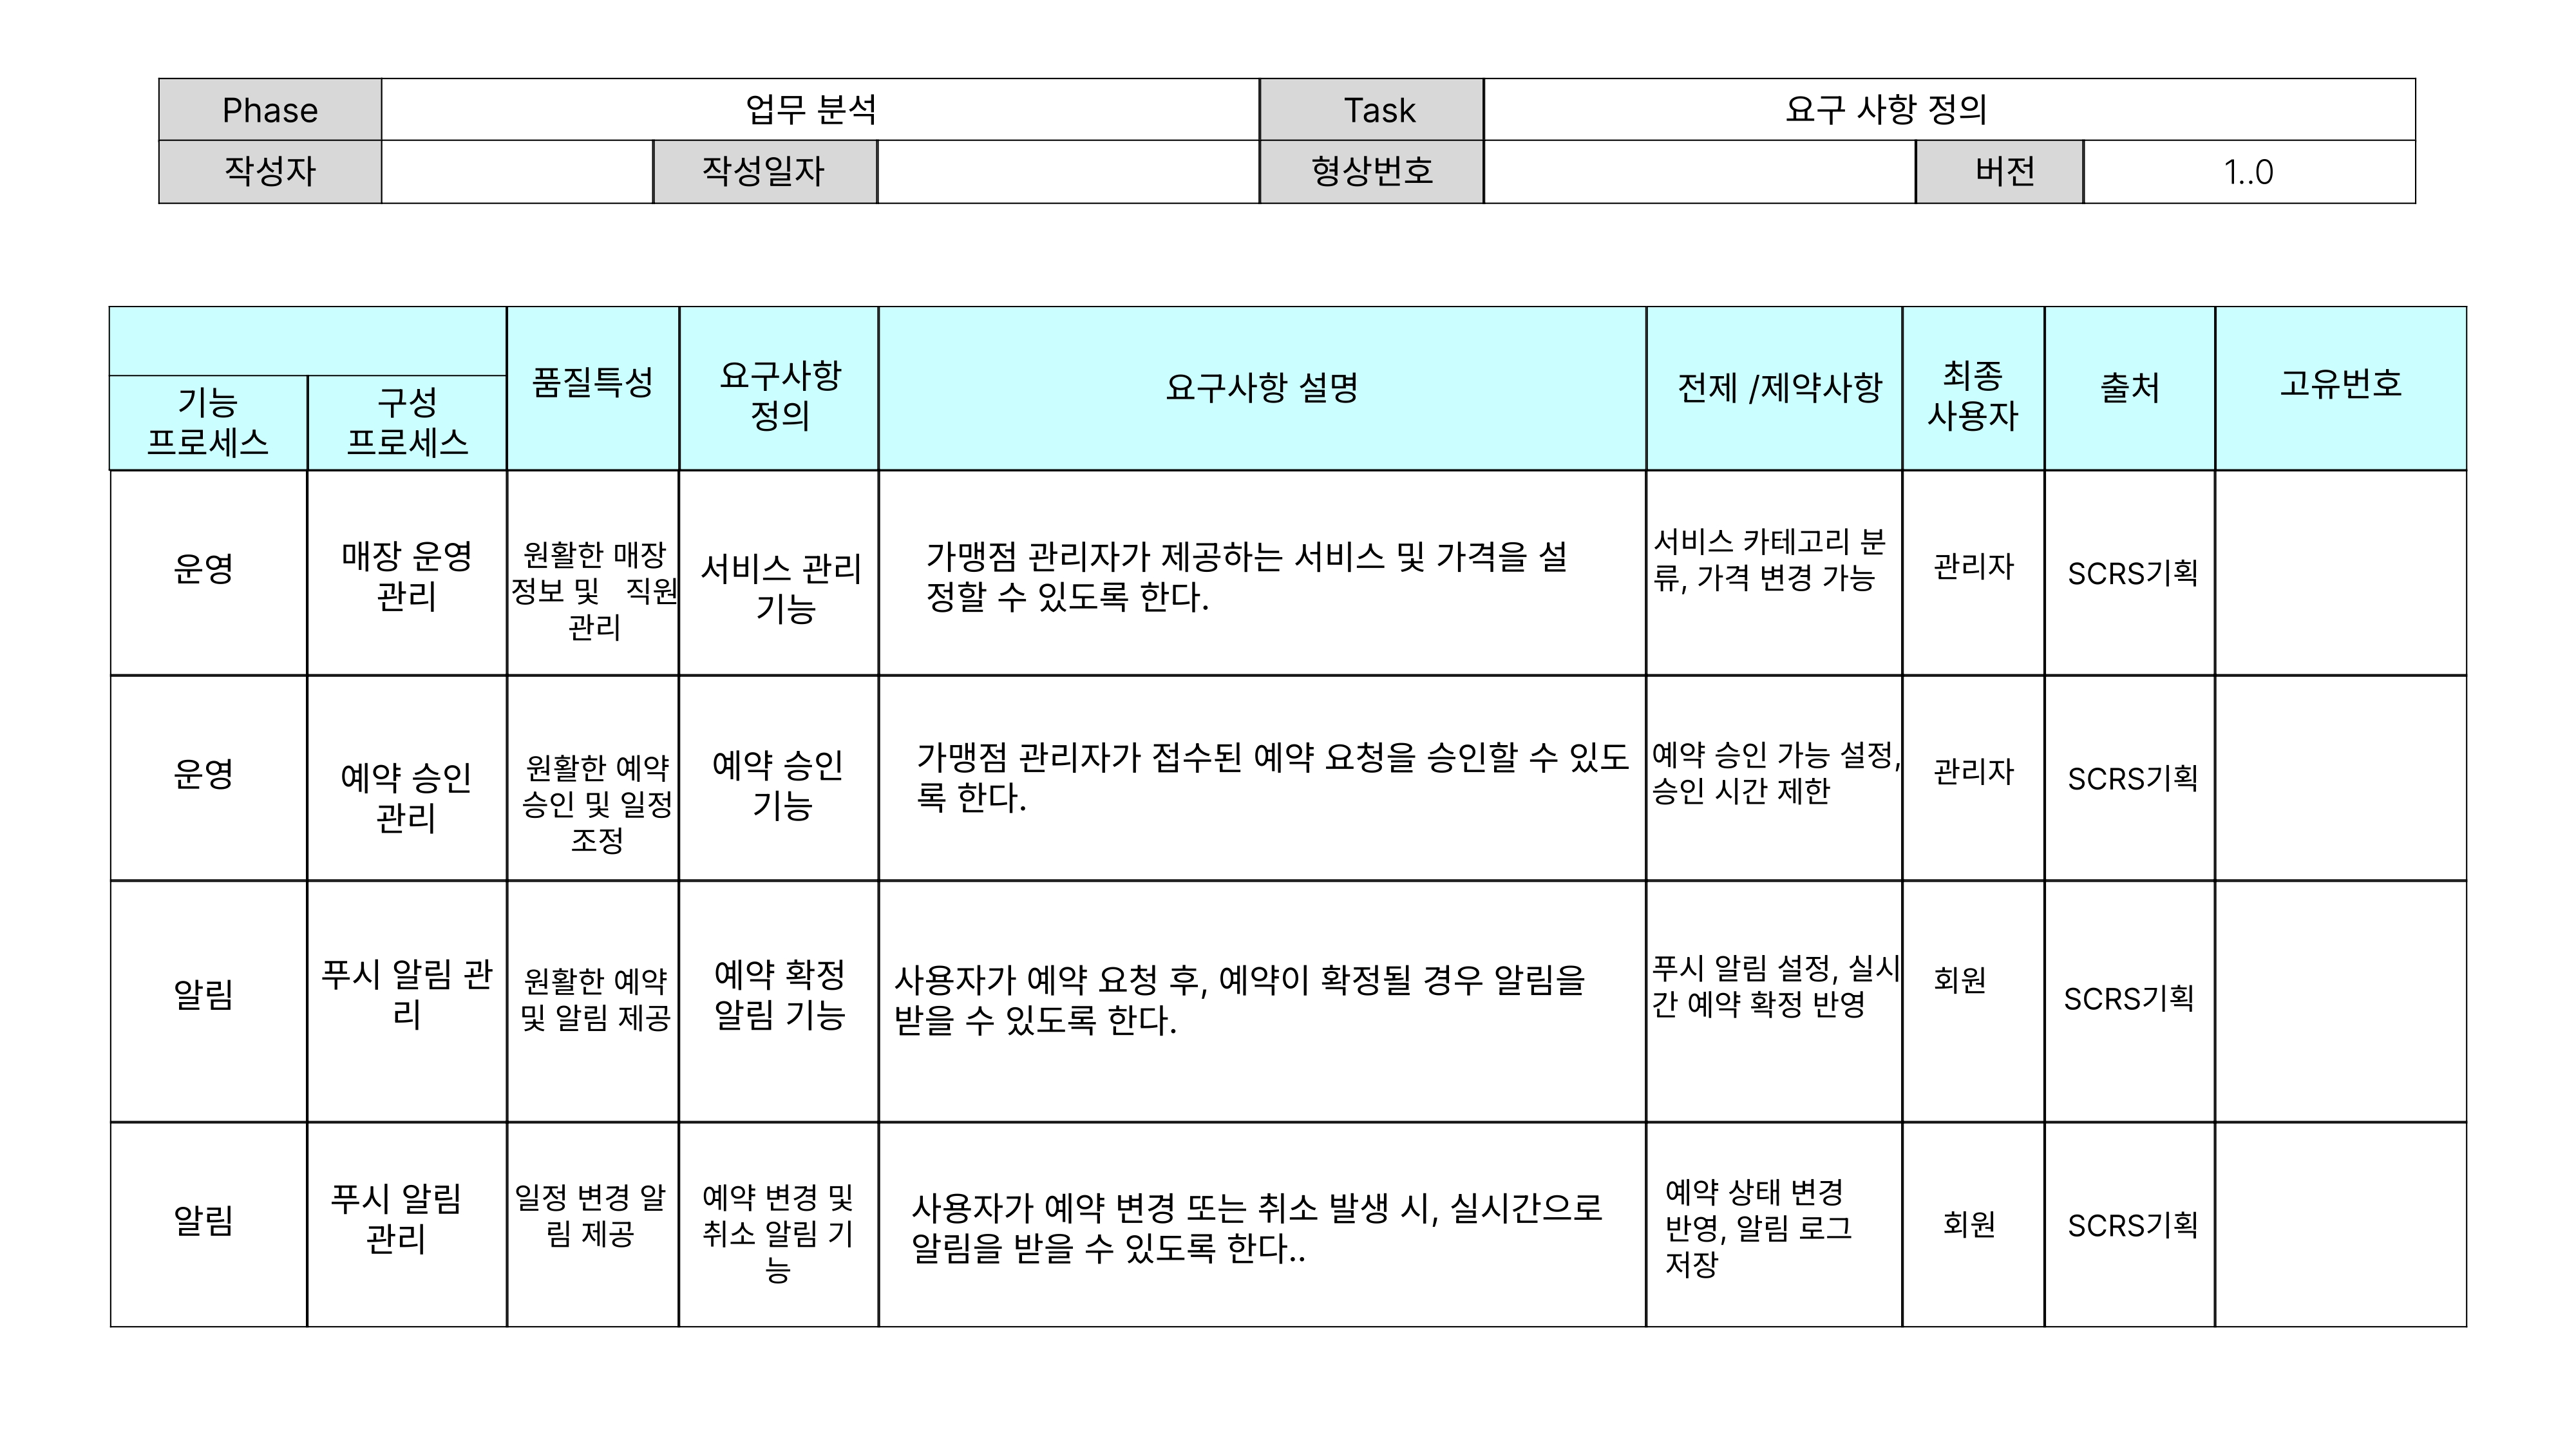 Phase 업무 분석 Task 요구 사항 정의
작성자 작성일자 형상번호 버전 1..0
기능
프로세스
구성
프로세스
품질특성
요구사항
정의
요구사항 설명
전제 /제약사항
최종
사용자
출처
고유번호
운영
매장 운영
관리
원활한 매장
정보 및 직원
관리
서비스 관리
기능
가맹점 관리자가 제공하는 서비스 및 가격을 설
정할 수 있도록 한다.
서비스 카테고리 분
류, 가격 변경 가능
관리자
SCRS기획
운영
예약 승인
관리
원활한 예약
승인 및 일정
조정
예약 승인
기능
가맹점 관리자가 접수된 예약 요청을 승인할 수 있도
록 한다.
예약 승인 가능 설정,
승인 시간 제한
관리자
SCRS기획
알림
푸시 알림 관
리
원활한 예약
및 알림 제공
예약 확정
알림 기능
사용자가 예약 요청 후, 예약이 확정될 경우 알림을
받을 수 있도록 한다.
푸시 알림 설정, 실시
간 예약 확정 반영
회원
SCRS기획
알림
푸시 알림
관리
일정 변경 알
림 제공
예약 변경 및
취소 알림 기
능
사용자가 예약 변경 또는 취소 발생 시, 실시간으로
알림을 받을 수 있도록 한다..
예약 상태 변경
반영, 알림 로그
저장
회원
SCRS기획